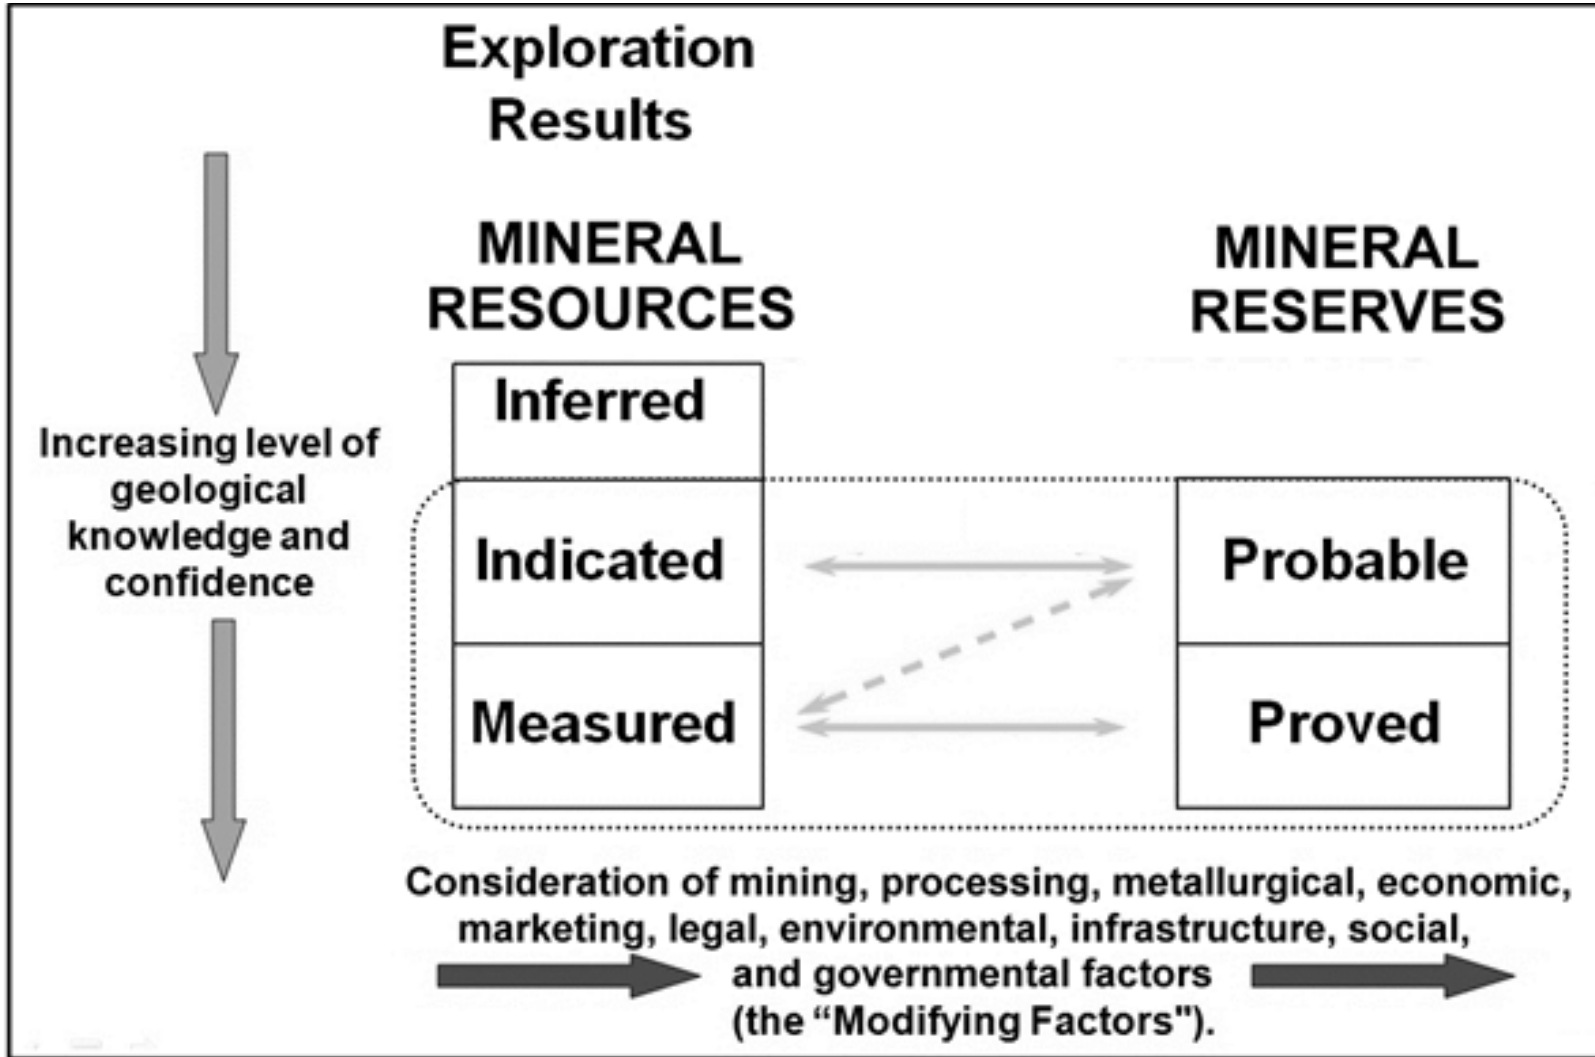 Exploration
Results
MINERAL
RESOURCES
MINERAL
RESERVES
Inferred
Increasing level of
geological
knowledge and
confidence
Indicated
Probable
Measured
Proved
Consideration of mining, processing, metallurgical, economic,
marketing, legal, environmental, infrastructure, social,
and governmental factors
(the “Modifying Factors").